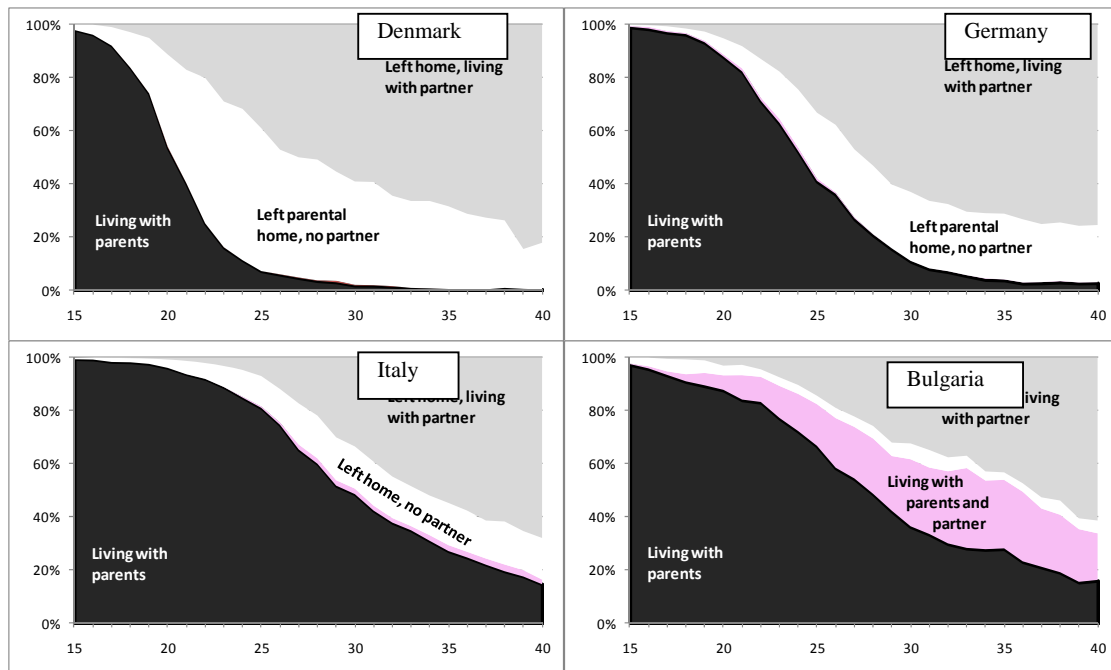 100%
80%
60%
40%
20%
0%
15
20
25
30
35
40
Denmark
Left home, living
with partner
Living with
parents
Left parental
home, no partner
100%
80%
60%
40%
20%
0%
15
20
25
30
35
40
Germany
Left home, living
with partner
Living with
parents
Left parental
home, no partner
100%
80%
60%
40%
20%
0%
15
20
25
30
35
40
Italy
Left home, living
with partner
Left home, no partner
Living with
parents
100%
80%
60%
40%
20%
0%
15
20
25
30
35
40
Bulgaria
living
with partner
Living with
parents and
partner
Living with
parents